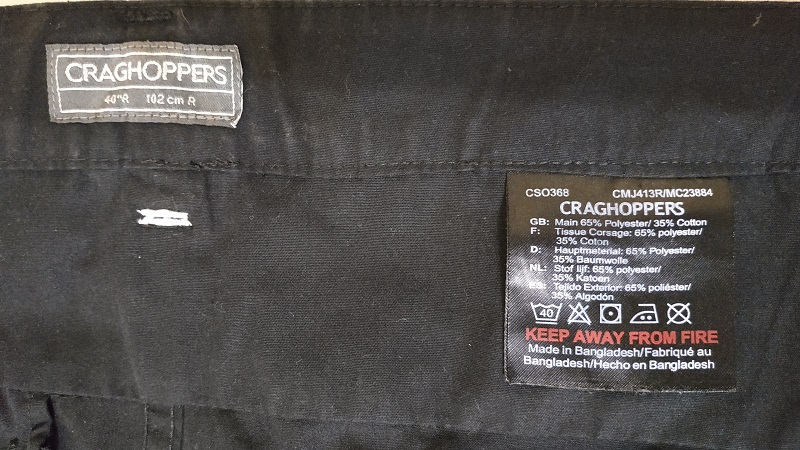 CRAGHOPPERS
40"R 102 cm R
CSO368 CMJ413R/MC23884
CRAGHOPPERS
GB: Main 65% Polyester/ 35% Cotton
F: Tissue Corsage: 65% polyester/
35% Coton
D: Hauptmaterial: 65% polyester/
35% Baumwolle
NL: Stof lijf: 65% polyester/
35% Katoen
ES: Tejido Exterior: 65% poliéster/
35% Algodón
40
KEEP AWAY FROM FIRE
Made in Bangladesh/Fabriqué au
Bangladesh/Hecho en Bangladesh